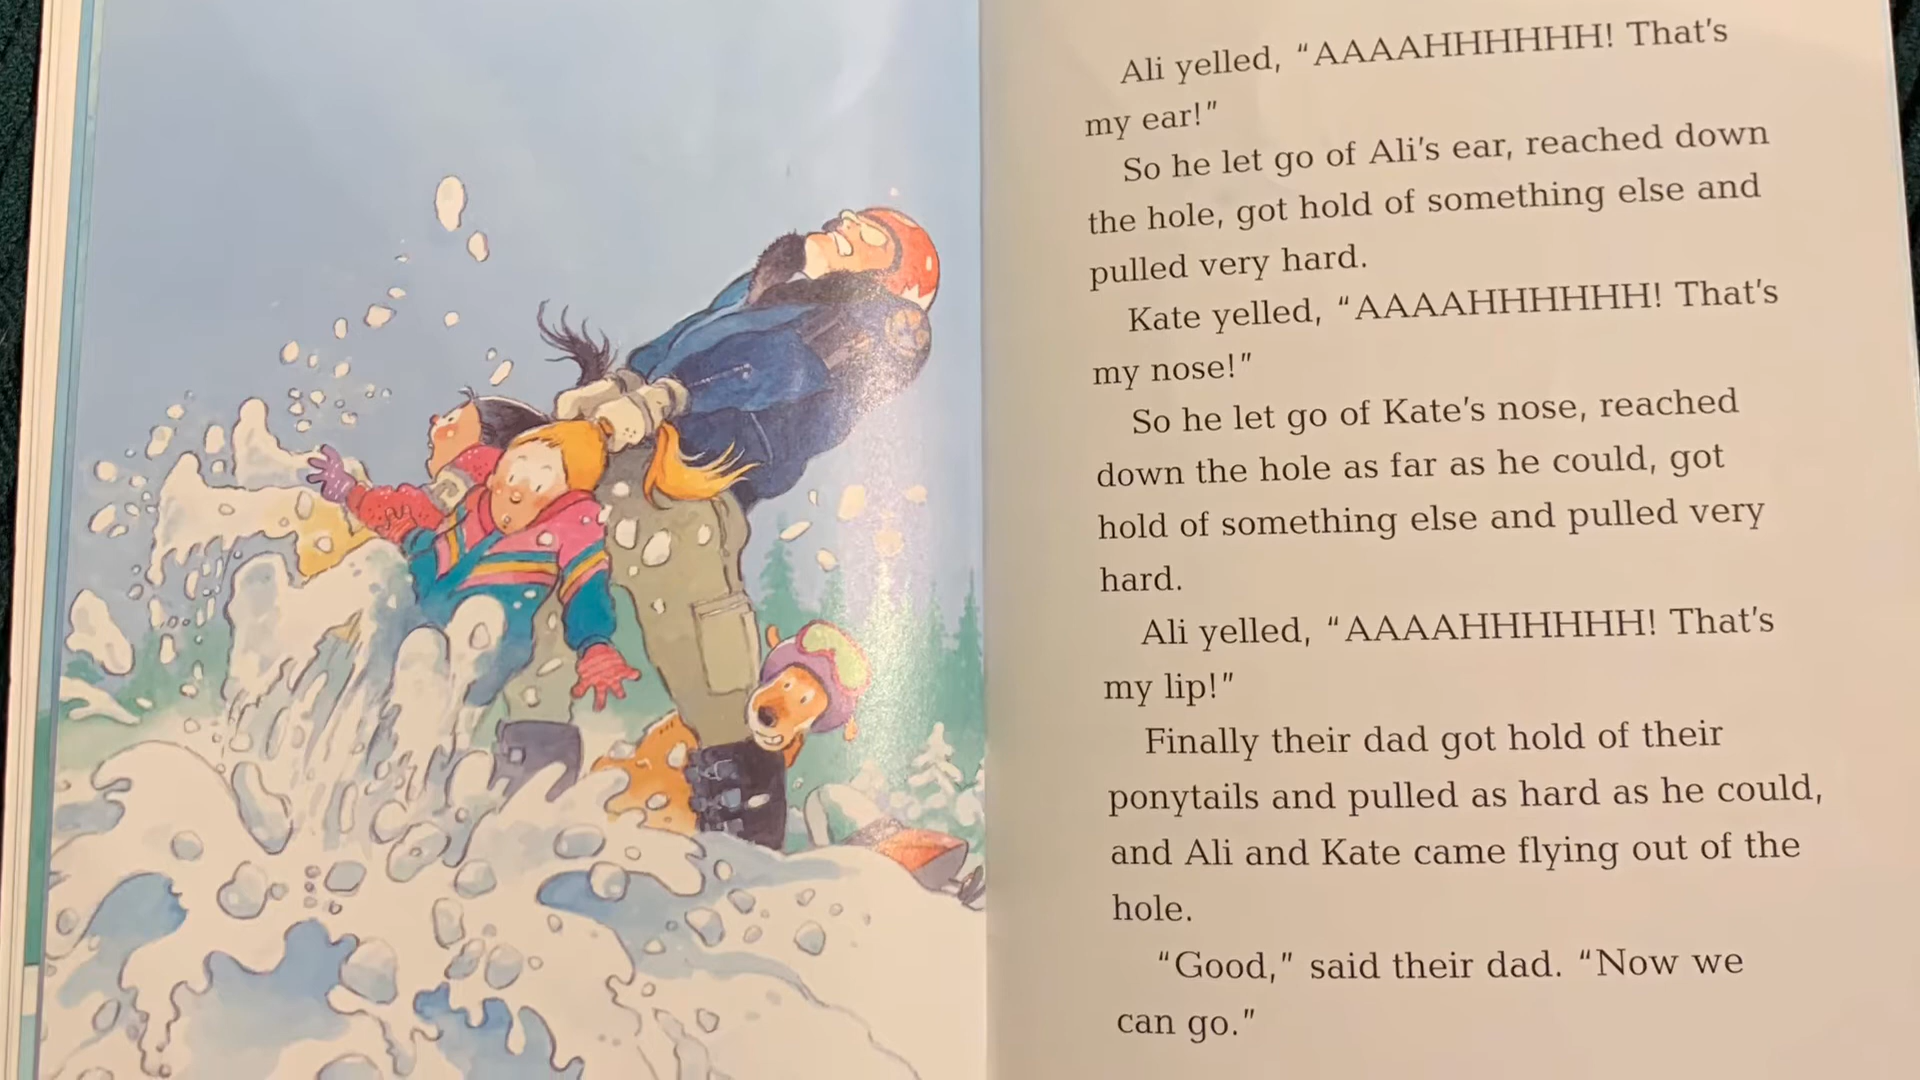 Ali yelled, “AAAAHHHHHH! That's
my ear!”
So he let go of Ali's ear, reached down
the hole, got hold of something else and
pulled very hard.
Kate yelled, “AAAAHHHHHH! That's
my nose!”
So he let go of Kate's nose, reached
down the hole as far as he could, got
hold of something else and pulled very
hard.
Ali yelled, “AAAAHHHHHH! That's
my lip!”
Finally their dad got hold of their
ponytails and pulled as hard as he could,
and Ali and Kate came flying out of the
hole.
“Good,” said their dad. “Now we
can go.”